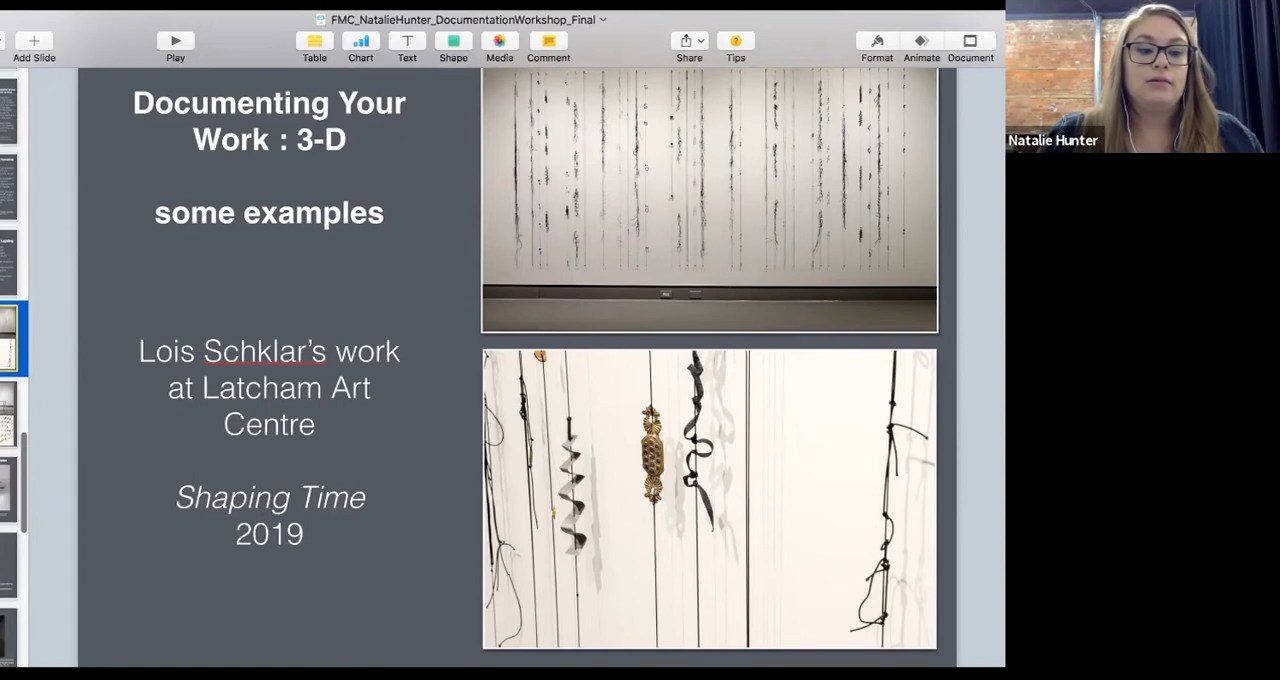 FMC_NatalieHunter_DocumentationWorkshop_Final
Add Slide
Play
Table
Chart
Text
Shape
Media
Comment
Share
Tips
Format
Animate
Document
Documenting Your
Work : 3-D
some examples
Lois Schklar’s work
at Latcham Art
Centre
Shaping Time
2019
Natalie Hunter